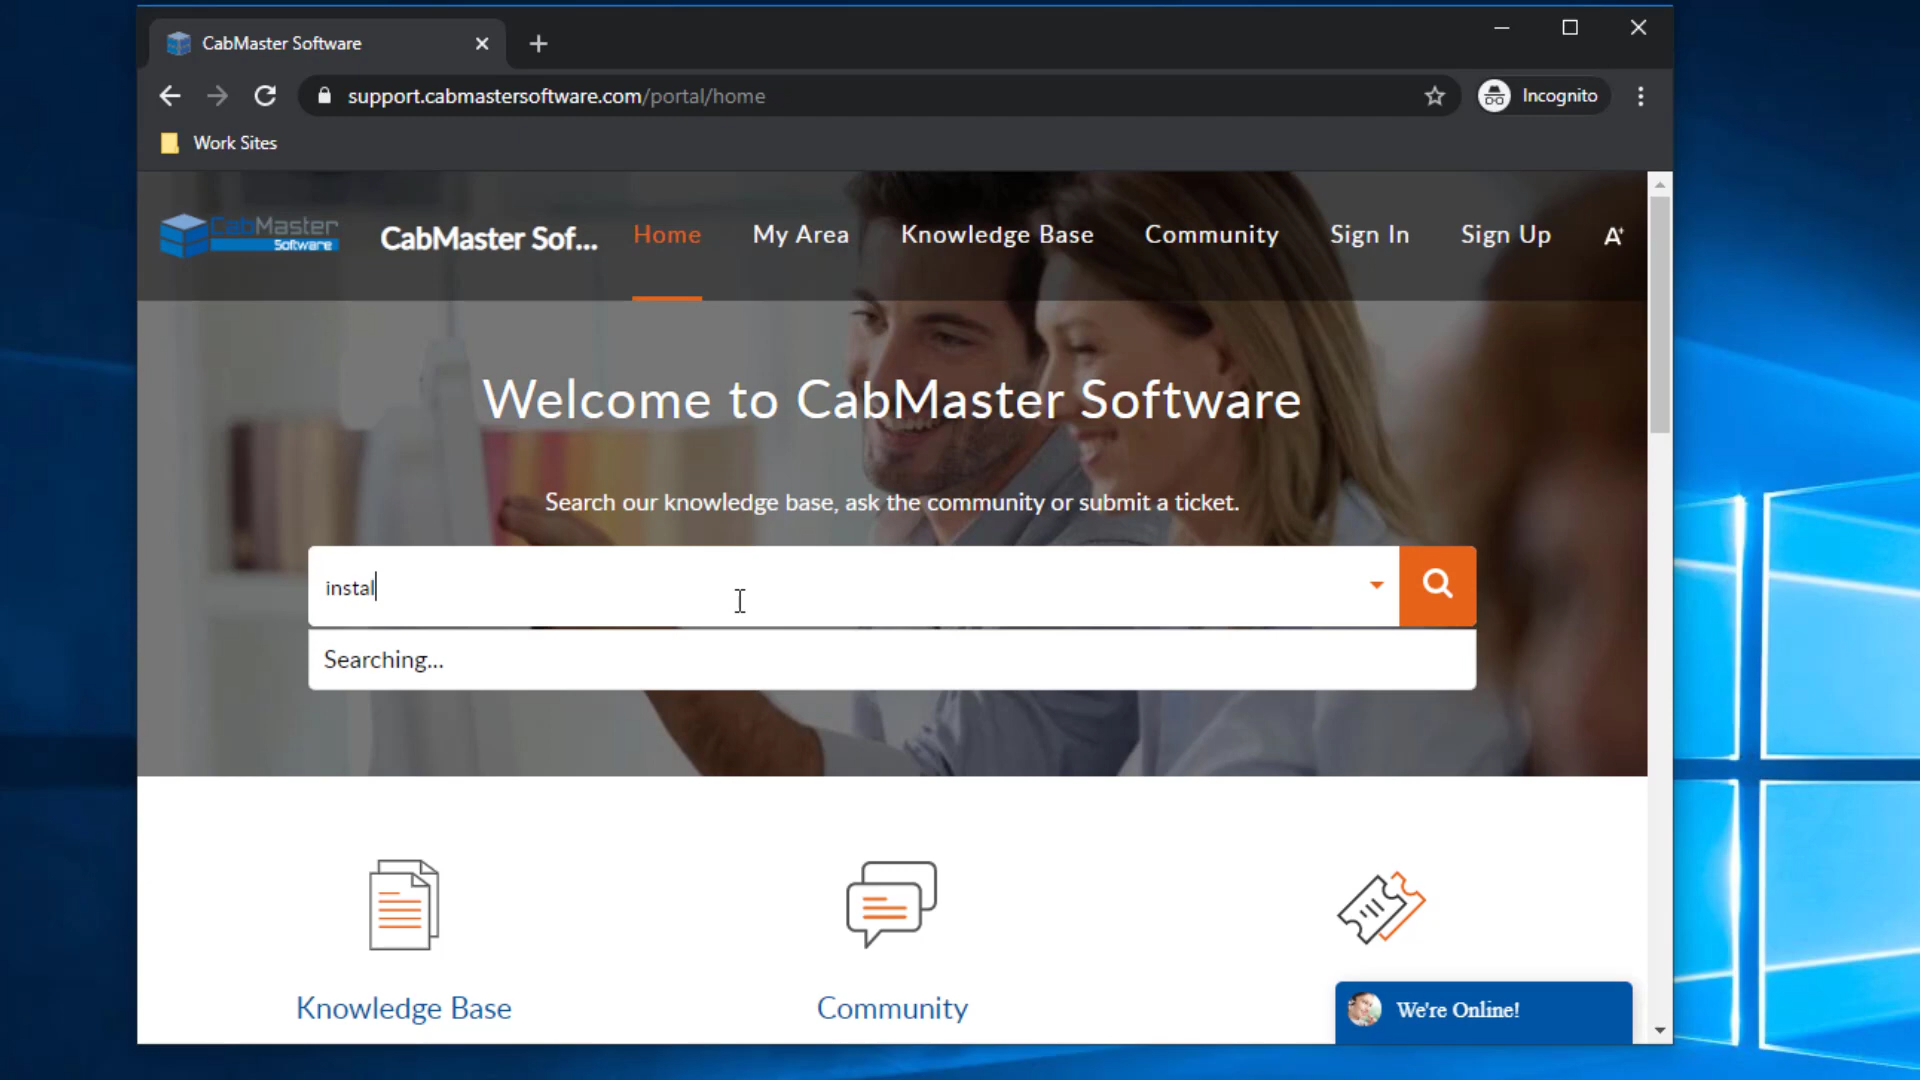 CabMaster Software
support.cabmastersoftware.com/portal/home
Incognito
Work Sites
CabMaster
Software
CabMaster Sof...
Home
My Area
Knowledge Base
Community
Sign In
Sign Up
A+
Welcome to CabMaster Software
Search our knowledge base, ask the community or submit a ticket.
instal
Searching...
Knowledge Base
Community
We're Online!